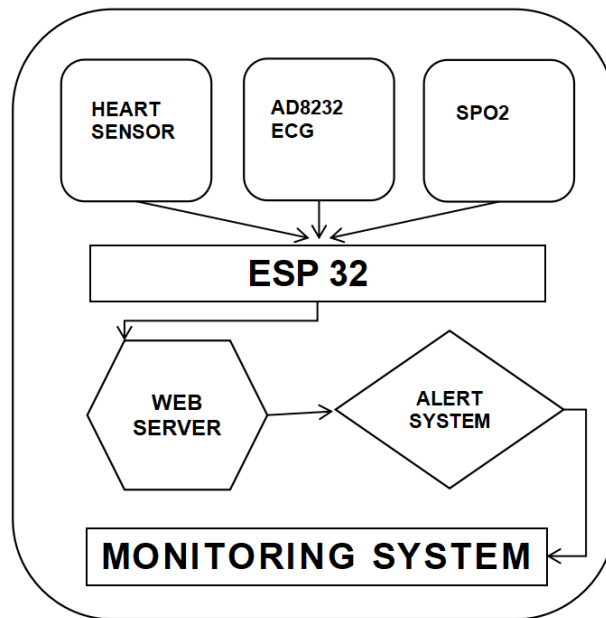 HEART
SENSOR
AD8232
ECG
SPO2
ESP 32
WEB
SERVER
ALERT
SYSTEM
MONITORING SYSTEM